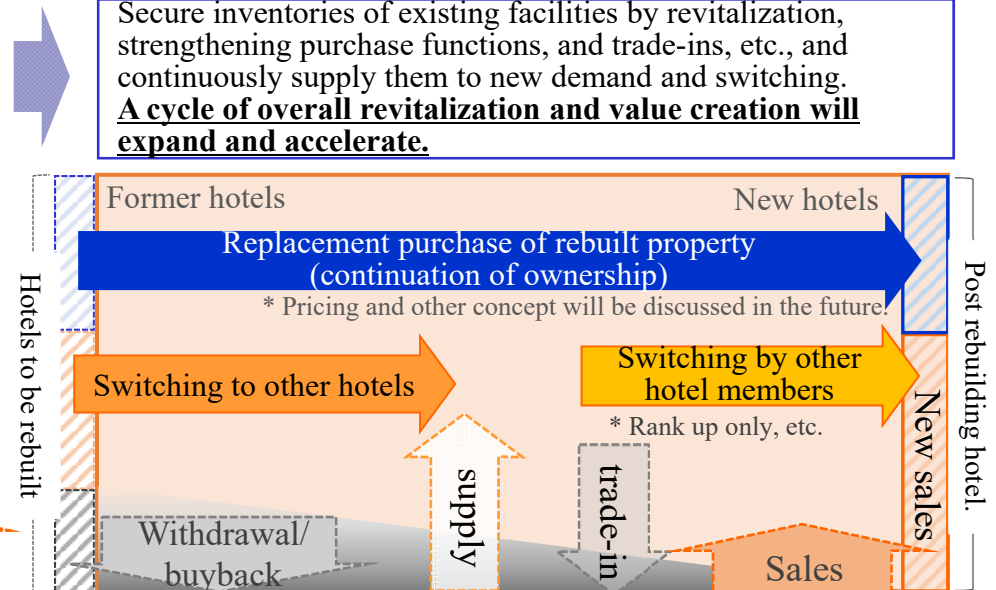 Secure inventories of existing facilities by revitalization,
strengthening purchase functions, and trade-ins, etc., and
continuously supply them to new demand and switching.
A cycle of overall revitalization and value creation will
expand and accelerate.
Former hotels
New hotels
Replacement purchase of rebuilt property
(continuation of ownership)
* Pricing and other concept will be discussed in the future.
Hotels to be rebuilt
Post rebuilding hotel.
Switching to other hotels
Switching by other
hotel members
* Rank up only, etc.
New sales
supply
trade-in
Withdrawal/
buyback
Sales